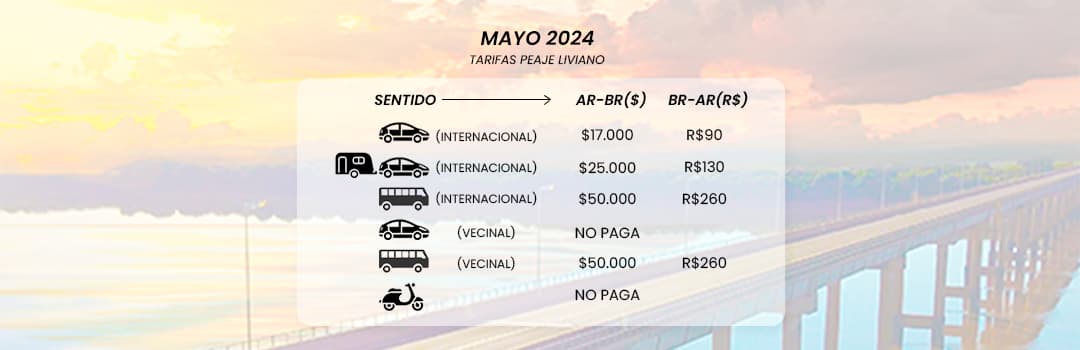 MAYO 2024
TARIFAS PEAJE LIVIANO
SENTIDO AR-BR($) BR-AR(R$)
(INTERNACIONAL) $17.000 R$90
(INTERNACIONAL) $25.000 R$130
(INTERNACIONAL) $50.000 R$260
(VECINAL) NO PAGA
(VECINAL) $50.000 R$260
NO PAGA